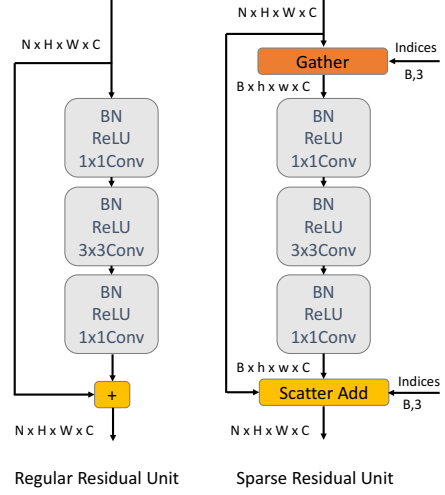 N x H x W x C
BN
ReLU
1x1Conv
BN
ReLU
3x3Conv
BN
ReLU
1x1Conv
+
N x H x W x C
Regular Residual Unit
N x H x W x C
Gather
Indices
B,3
B x h x w x C
BN
ReLU
1x1Conv
BN
ReLU
3x3Conv
BN
ReLU
1x1Conv
B x h x w x C
Scatter Add
Indices
B,3
N x H x W x C
Sparse Residual Unit